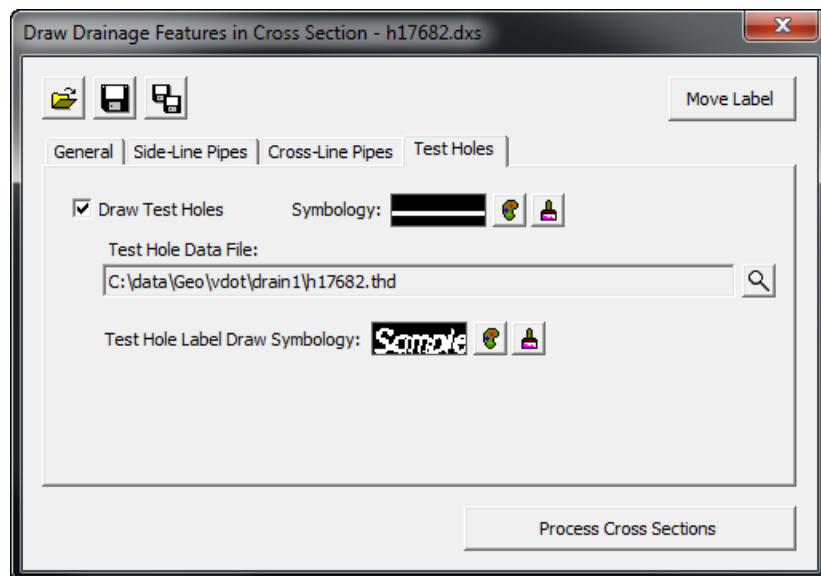 Draw Drainage Features in Cross Section - h17682.dxs
Move Label
General Side-Line Pipes Cross-Line Pipes Test Holes
Draw Test Holes Symbology:
Test Hole Data File:
C:\data\Geo\vdot\drain1\h17682.thd
Test Hole Label Draw Symbology: Sample
Process Cross Sections